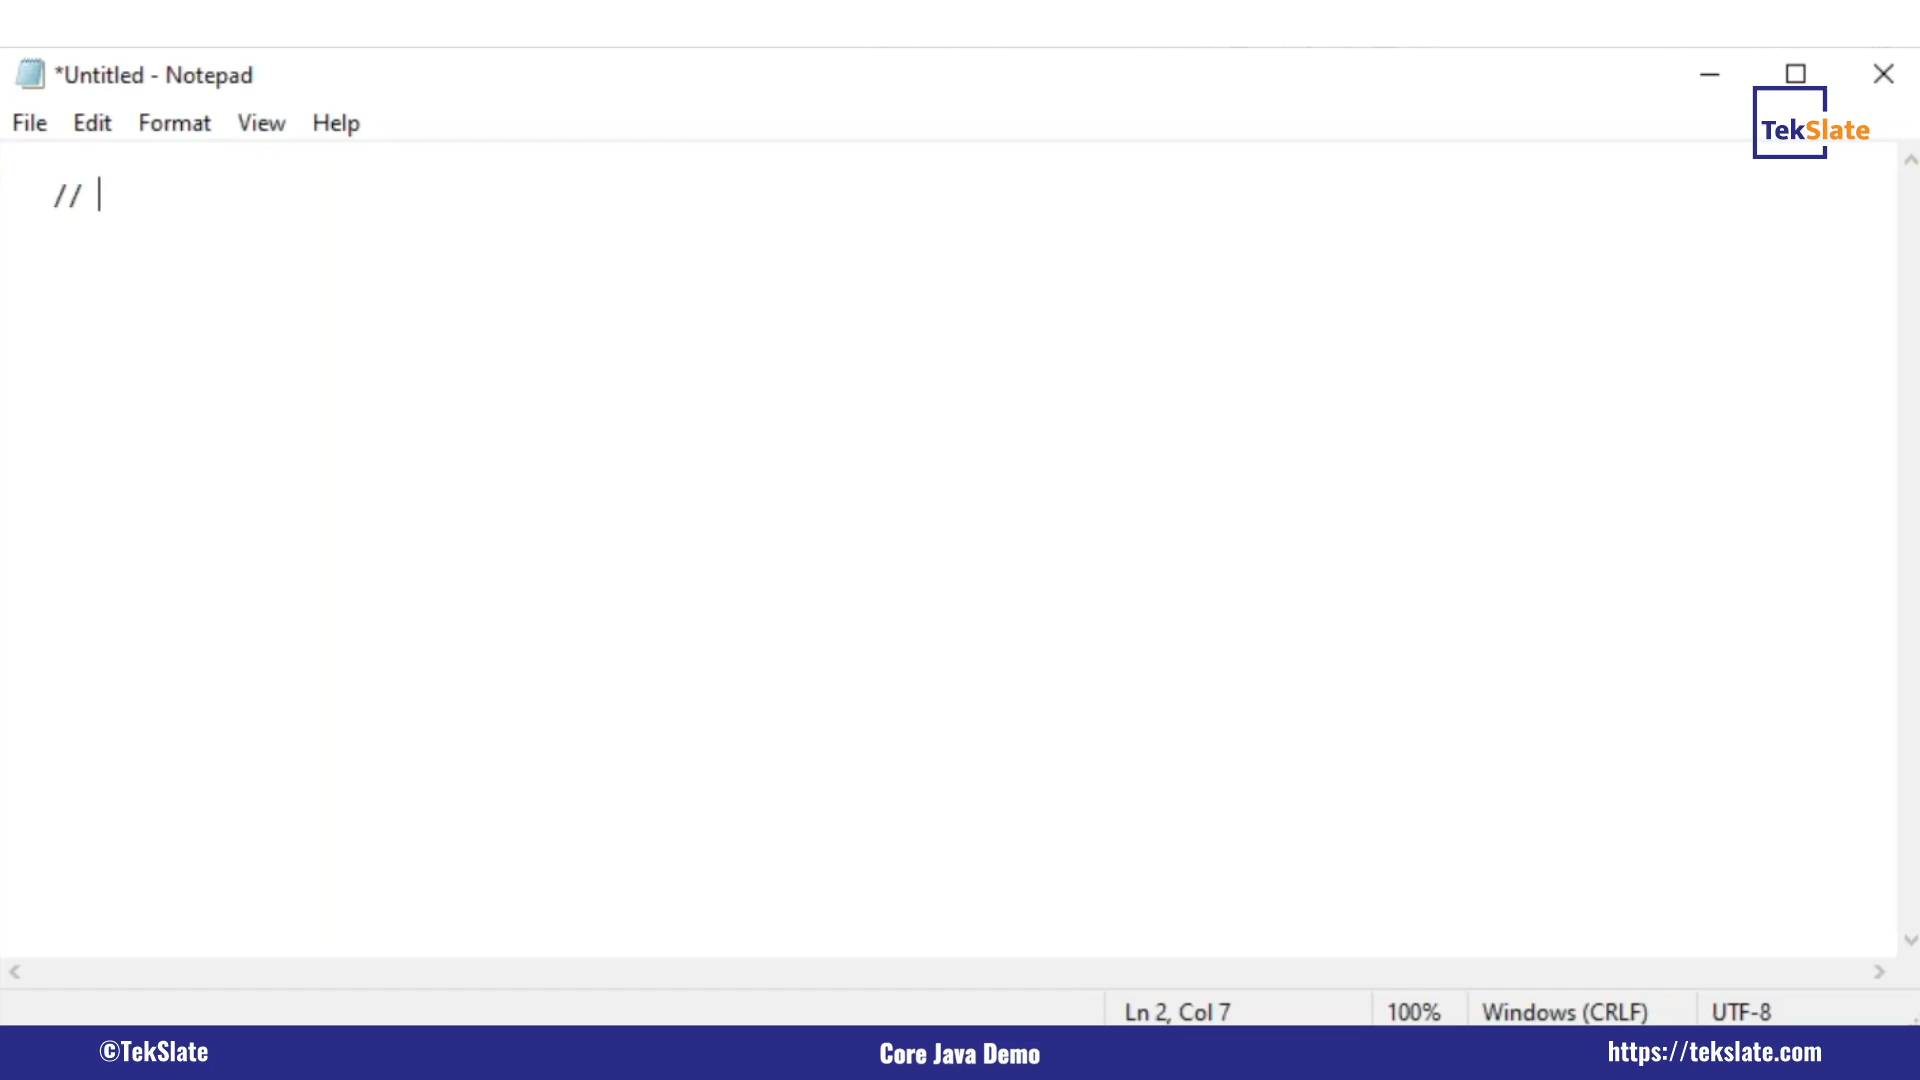 *Untitled - Notepad
File Edit Format View Help
TekSlate
//
Ln 2, Col 7 100% Windows (CRLF) UTF-8
©TekSlate Core Java Demo https://tekslate.com